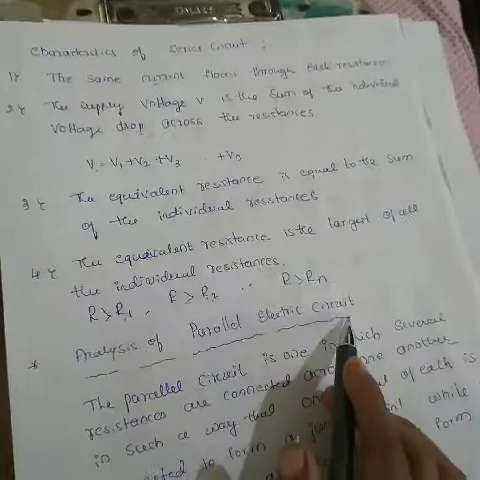 Characteristics of Series Circuit :
1) The same current flows through each resistance
2) The supply voltage V is the sum of the individual
voltage drop across the resistances
V = V1 + V2 + V3 + Vn
3) The equivalent resistance is equal to the sum
of the individual resistances
4) The equivalent resistance is the largest of all
the individual resistances.
R > R1 , R > R2 .. R > Rn
* Analysis of Parallel Electric Circuit
The parallel Circuit is one in which several
resistances are connected across one another
in such a way that one of each is
to form a while
form